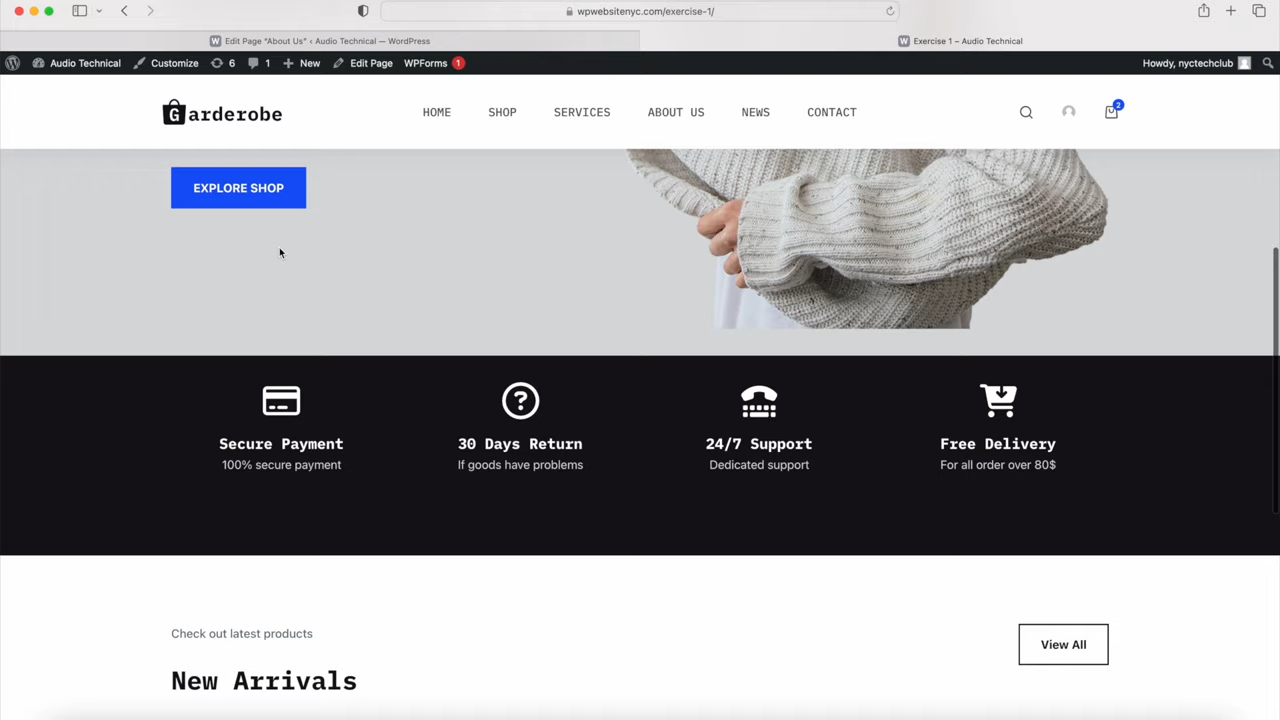 wpwebsitenyc.com/exercise-1/
Edit Page “About Us” ‹ Audio Technical — WordPress
Exercise 1 – Audio Technical
Audio Technical Customize 6 1 New Edit Page WPForms 1 Howdy, nyctechclub
Garderobe HOME SHOP SERVICES ABOUT US NEWS CONTACT 2
EXPLORE SHOP
Secure Payment 30 Days Return 24/7 Support Free Delivery
100% secure payment If goods have problems Dedicated support For all order over 80$
Check out latest products
View All
New Arrivals